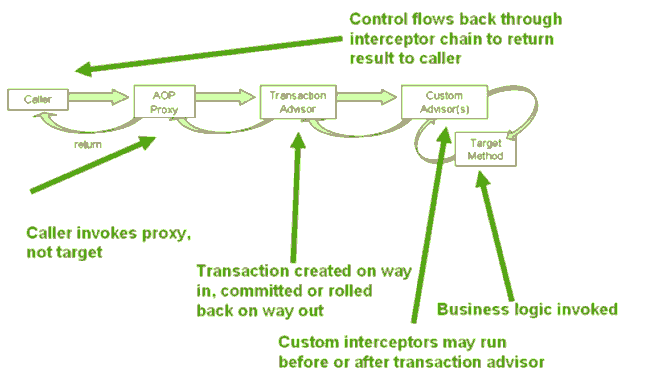 Control flows back through
interceptor chain to return
result to caller
Caller
AOP
Proxy
Transaction
Advisor
Custom
Advisor(s)
Target
Method
return
Caller invokes proxy,
not target
Transaction created on way
in, committed or rolled
back on way out
Business logic invoked
Custom interceptors may run
before or after transaction advisor